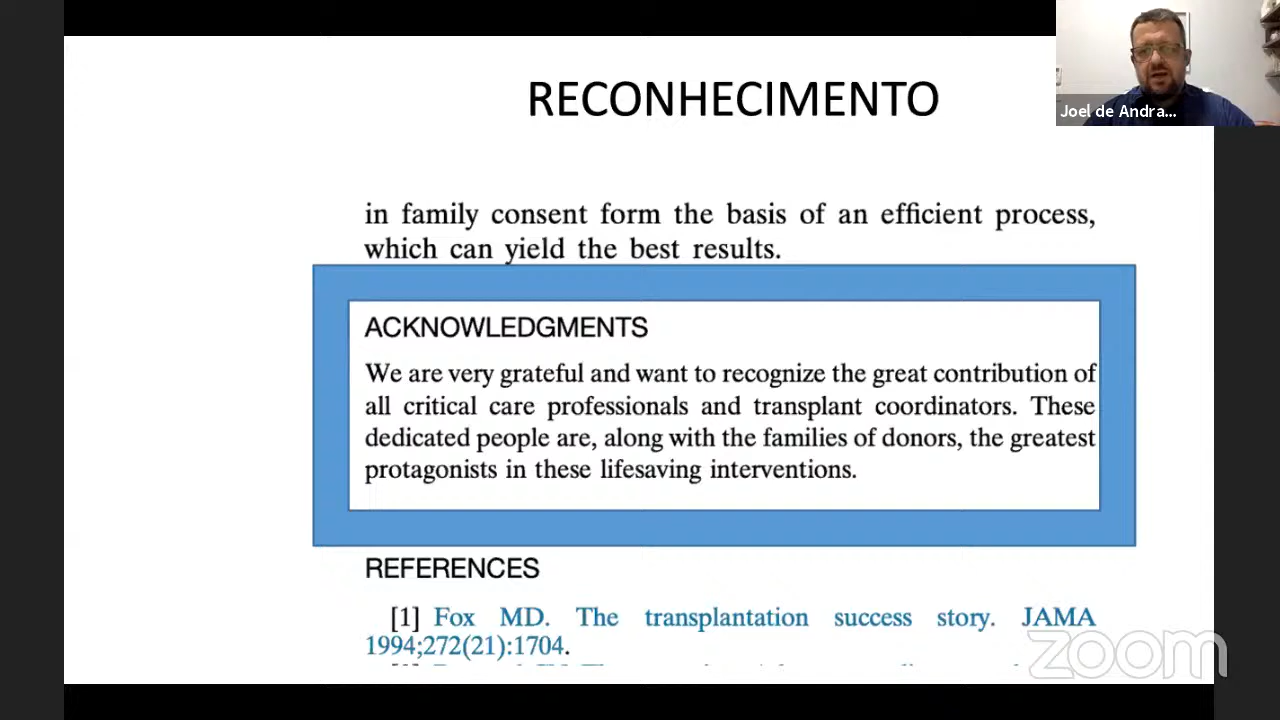 RECONHECIMENTO
Joel de Andra...
in family consent form the basis of an efficient process,
which can yield the best results.
ACKNOWLEDGMENTS
We are very grateful and want to recognize the great contribution of
all critical care professionals and transplant coordinators. These
dedicated people are, along with the families of donors, the greatest
protagonists in these lifesaving interventions.
REFERENCES
[1] Fox MD. The transplantation success story. JAMA
1994;272(21):1704.
zoom